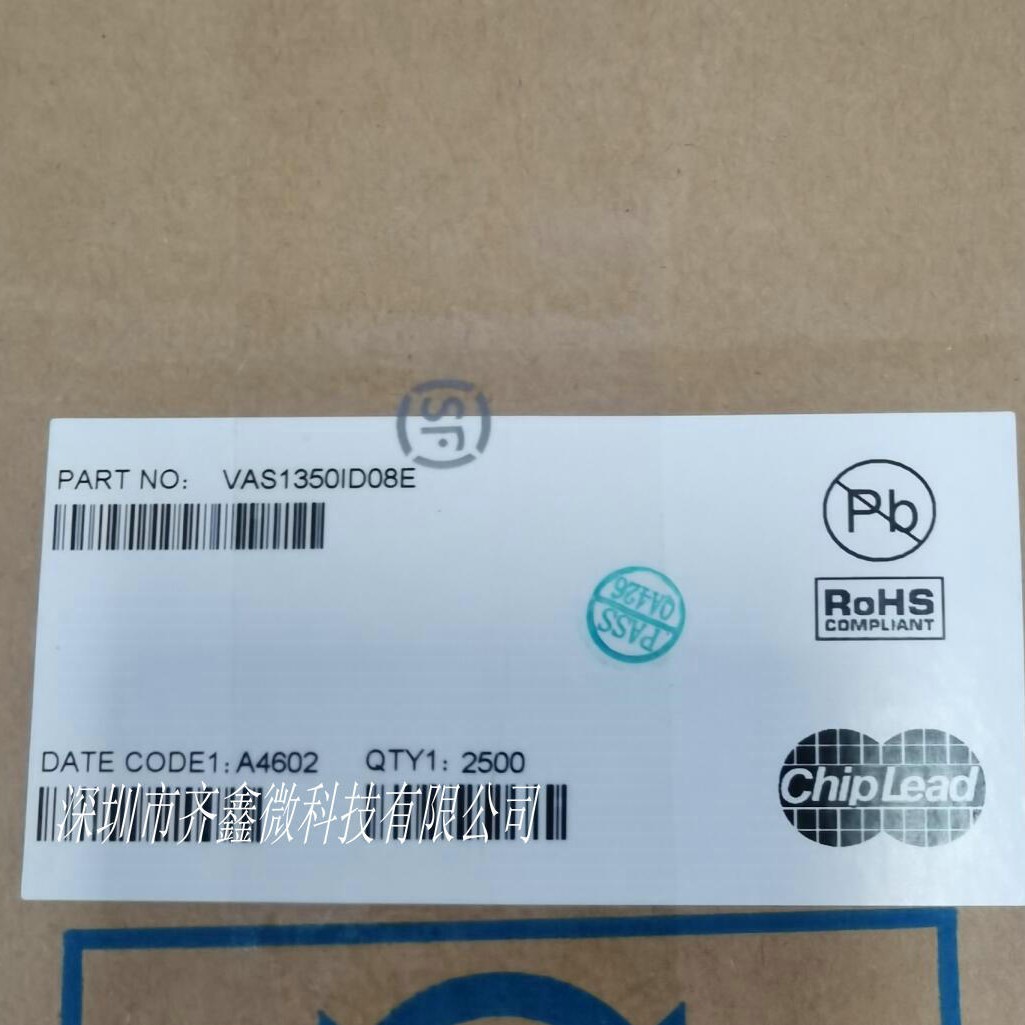 SF
PART NO: VAS1350ID08E
Pb
RoHS
COMPLIANT
QA426
PASS
DATE CODE1: A4602 QTY1: 2500
深圳市齐鑫微科技有限公司
ChipLead